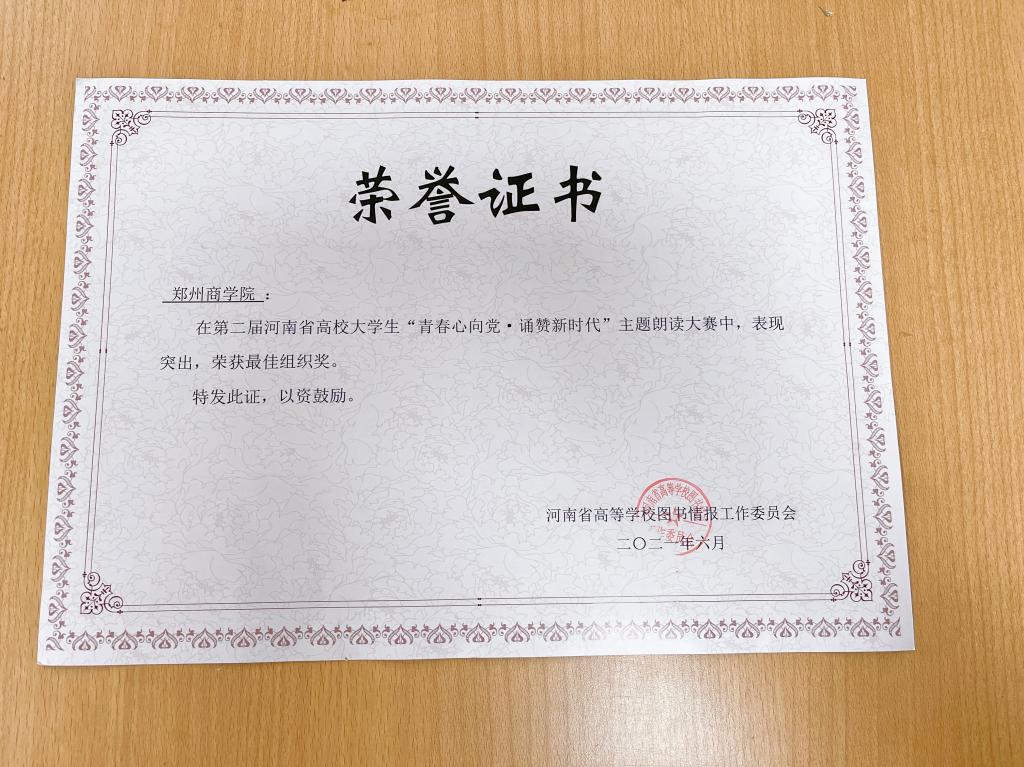 荣誉证书
郑州商学院：
在第二届河南省高校大学生“青春心向党·诵赞新时代”主题朗读大赛中，表现
突出，荣获最佳组织奖。
特发此证，以资鼓励。
河南省高等学校图书情报工作委员会
二〇二一年六月